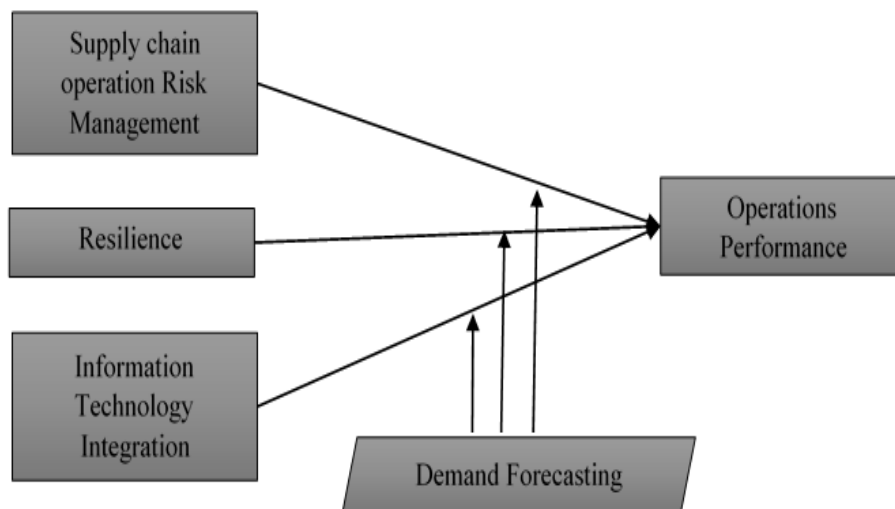 Supply chain
operation Risk
Management
Resilience
Information
Technology
Integration
Operations
Performance
Demand Forecasting